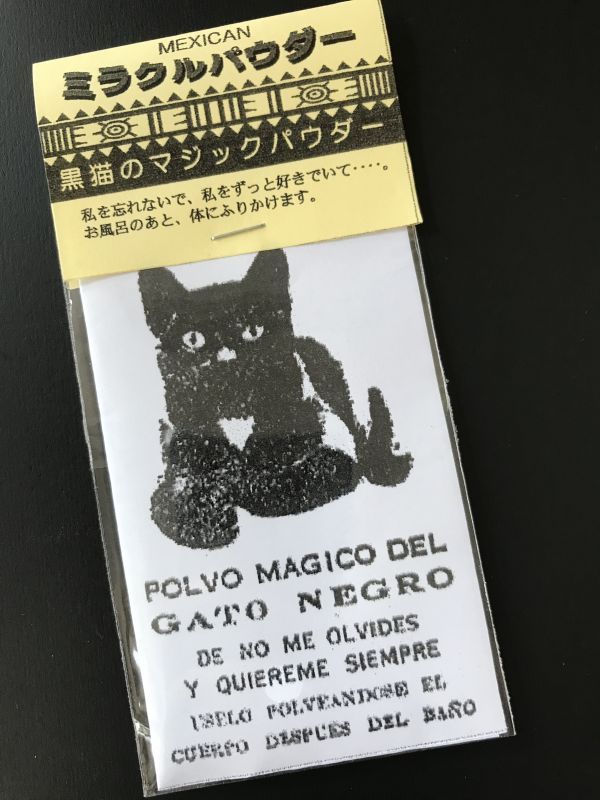 MEXICAN
ミラクルパウダー
黒猫のマジックパウダー
私を忘れないで、私をずっと好きでいて‥‥。
お風呂のあと、体にふりかけます。
POLVO MAGICO DEL
GATO NEGRO
DE NO ME OLVIDES
Y QUIEREME SIEMPRE
USELO POLVEANDOSE EL
CUERPO DESPUES DEL BAÑO